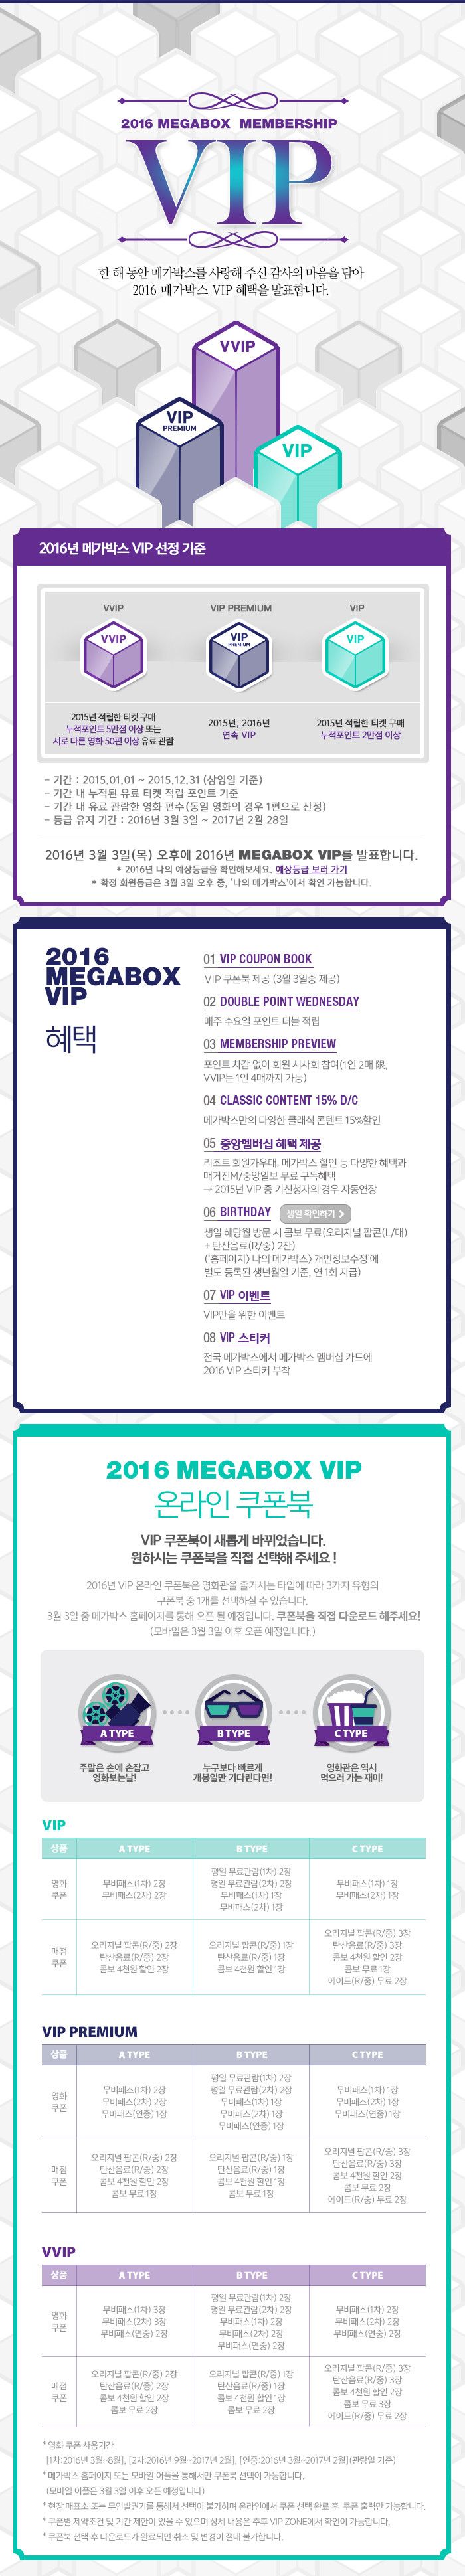 2016 MEGABOX MEMBERSHIP
VIP
한 해 동안 메가박스를 사랑해 주신 감사의 마음을 담아
2016 메가박스 VIP 혜택을 발표합니다.
VVIP
VIP
PREMIUM
VIP
2016년 메가박스 VIP 선정 기준
VVIP VIP PREMIUM VIP
VVIP VIP PREMIUM VIP
2015년 적립한 티켓 구매
누적포인트 5만점 이상 또는
서로 다른 영화 50편 이상 유료 관람
2015년, 2016년
연속 VIP
2015년 적립한 티켓 구매
누적포인트 2만점 이상
- 기간 : 2015.01.01 ~ 2015.12.31 (상영일 기준)
- 기간 내 누적된 유료 티켓 적립 포인트 기준
- 기간 내 유료 관람한 영화 편수(동일 영화의 경우 1편으로 산정)
- 등급 유지 기간 : 2016년 3월 3일 ~ 2017년 2월 28일
2016년 3월 3일(목) 오후에 2016년 MEGABOX VIP를 발표합니다.
* 2016년 나의 예상등급을 확인해보세요. 예상등급 보러 가기
* 확정 회원등급은 3월 3일 오후 중, '나의 메가박스'에서 확인 가능합니다.
2016
MEGABOX
VIP
혜택
01 VIP COUPON BOOK
VIP 쿠폰북 제공 (3월 3일중 제공)
02 DOUBLE POINT WEDNESDAY
매주 수요일 포인트 더블 적립
03 MEMBERSHIP PREVIEW
포인트 차감 없이 회원 시사회 참여(1인 2매 限,
VVIP는 1인 4매까지 가능)
04 CLASSIC CONTENT 15% D/C
메가박스만의 다양한 클래식 콘텐트 15%할인
05 중앙멤버십 혜택 제공
리조트 회원가우대, 메가박스 할인 등 다양한 혜택과
매거진M/중앙일보 무료 구독혜택
→ 2015년 VIP 중 기신청자의 경우 자동연장
06 BIRTHDAY 생일 확인하기 >
생일 해당월 방문 시 콤보 무료(오리지널 팝콘(L/대)
+ 탄산음료(R/중) 2잔)
('홈페이지> 나의 메가박스> 개인정보수정'에
별도 등록된 생년월일 기준, 연 1회 지급)
07 VIP 이벤트
VIP만을 위한 이벤트
08 VIP 스티커
전국 메가박스에서 메가박스 멤버십 카드에
2016 VIP 스티커 부착
2016 MEGABOX VIP
온라인 쿠폰북
VIP 쿠폰북이 새롭게 바뀌었습니다.
원하시는 쿠폰북을 직접 선택해 주세요 !
2016년 VIP 온라인 쿠폰북은 영화관을 즐기시는 타입에 따라 3가지 유형의
쿠폰북 중 1개를 선택하실 수 있습니다.
3월 3일 중 메가박스 홈페이지를 통해 오픈 될 예정입니다. 쿠폰북을 직접 다운로드 해주세요!
(모바일은 3월 3일 이후 오픈 예정입니다.)
A TYPE B TYPE C TYPE
주말은 손에 손잡고
영화보는날!
누구보다 빠르게
개봉일만 기다린다면!
영화관은 역시
먹으러 가는 재미!
VIP
상품 A TYPE B TYPE C TYPE
영화
쿠폰
무비패스(1차) 2장
무비패스(2차) 2장
평일 무료관람(1차) 2장
평일 무료관람(2차) 2장
무비패스(1차) 1장
무비패스(2차) 1장
무비패스(1차) 1장
무비패스(2차) 1장
매점
쿠폰
오리지널 팝콘(R/중) 2장
탄산음료(R/중) 2장
콤보 4천원 할인 2장
오리지널 팝콘(R/중) 1장
탄산음료(R/중) 1장
콤보 4천원 할인 1장
오리지널 팝콘(R/중) 3장
탄산음료(R/중) 3장
콤보 4천원 할인 2장
콤보 무료 1장
에이드(R/중) 무료 2장
VIP PREMIUM
상품 A TYPE B TYPE C TYPE
영화
쿠폰
무비패스(1차) 2장
무비패스(2차) 2장
무비패스(연중) 1장
평일 무료관람(1차) 2장
평일 무료관람(2차) 2장
무비패스(1차) 1장
무비패스(2차) 1장
무비패스(연중) 1장
무비패스(1차) 1장
무비패스(2차) 1장
무비패스(연중) 1장
매점
쿠폰
오리지널 팝콘(R/중) 2장
탄산음료(R/중) 2장
콤보 4천원 할인 2장
콤보 무료 1장
오리지널 팝콘(R/중) 1장
탄산음료(R/중) 1장
콤보 4천원 할인 1장
콤보 무료 1장
오리지널 팝콘(R/중) 3장
탄산음료(R/중) 3장
콤보 4천원 할인 2장
콤보 무료 2장
에이드(R/중) 무료 2장
VVIP
상품 A TYPE B TYPE C TYPE
영화
쿠폰
무비패스(1차) 3장
무비패스(2차) 3장
무비패스(연중) 2장
평일 무료관람(1차) 2장
평일 무료관람(2차) 2장
무비패스(1차) 2장
무비패스(2차) 2장
무비패스(연중) 2장
무비패스(1차) 2장
무비패스(2차) 2장
무비패스(연중) 2장
매점
쿠폰
오리지널 팝콘(R/중) 2장
탄산음료(R/중) 2장
콤보 4천원 할인 2장
콤보 무료 2장
오리지널 팝콘(R/중) 1장
탄산음료(R/중) 1장
콤보 4천원 할인 1장
콤보 무료 2장
오리지널 팝콘(R/중) 3장
탄산음료(R/중) 3장
콤보 4천원 할인 2장
콤보 무료 3장
에이드(R/중) 무료 2장
* 영화 쿠폰 사용기간
[1차:2016년 3월~8월], [2차:2016년 9월~2017년 2월], [연중:2016년 3월~2017년 2월](관람일 기준)
* 메가박스 홈페이지 또는 모바일 어플을 통해서만 쿠폰북 선택이 가능합니다.
(모바일 어플은 3월 3일 이후 오픈 예정입니다)
* 현장 매표소 또는 무인발권기를 통해서 선택이 불가하며 온라인에서 쿠폰 선택 완료 후 쿠폰 출력만 가능합니다.
* 쿠폰별 제약조건 및 기간 제한이 있을 수 있으며 상세 내용은 추후 VIP ZONE에서 확인이 가능합니다.
* 쿠폰북 선택 후 다운로드가 완료되면 취소 및 변경이 절대 불가합니다.